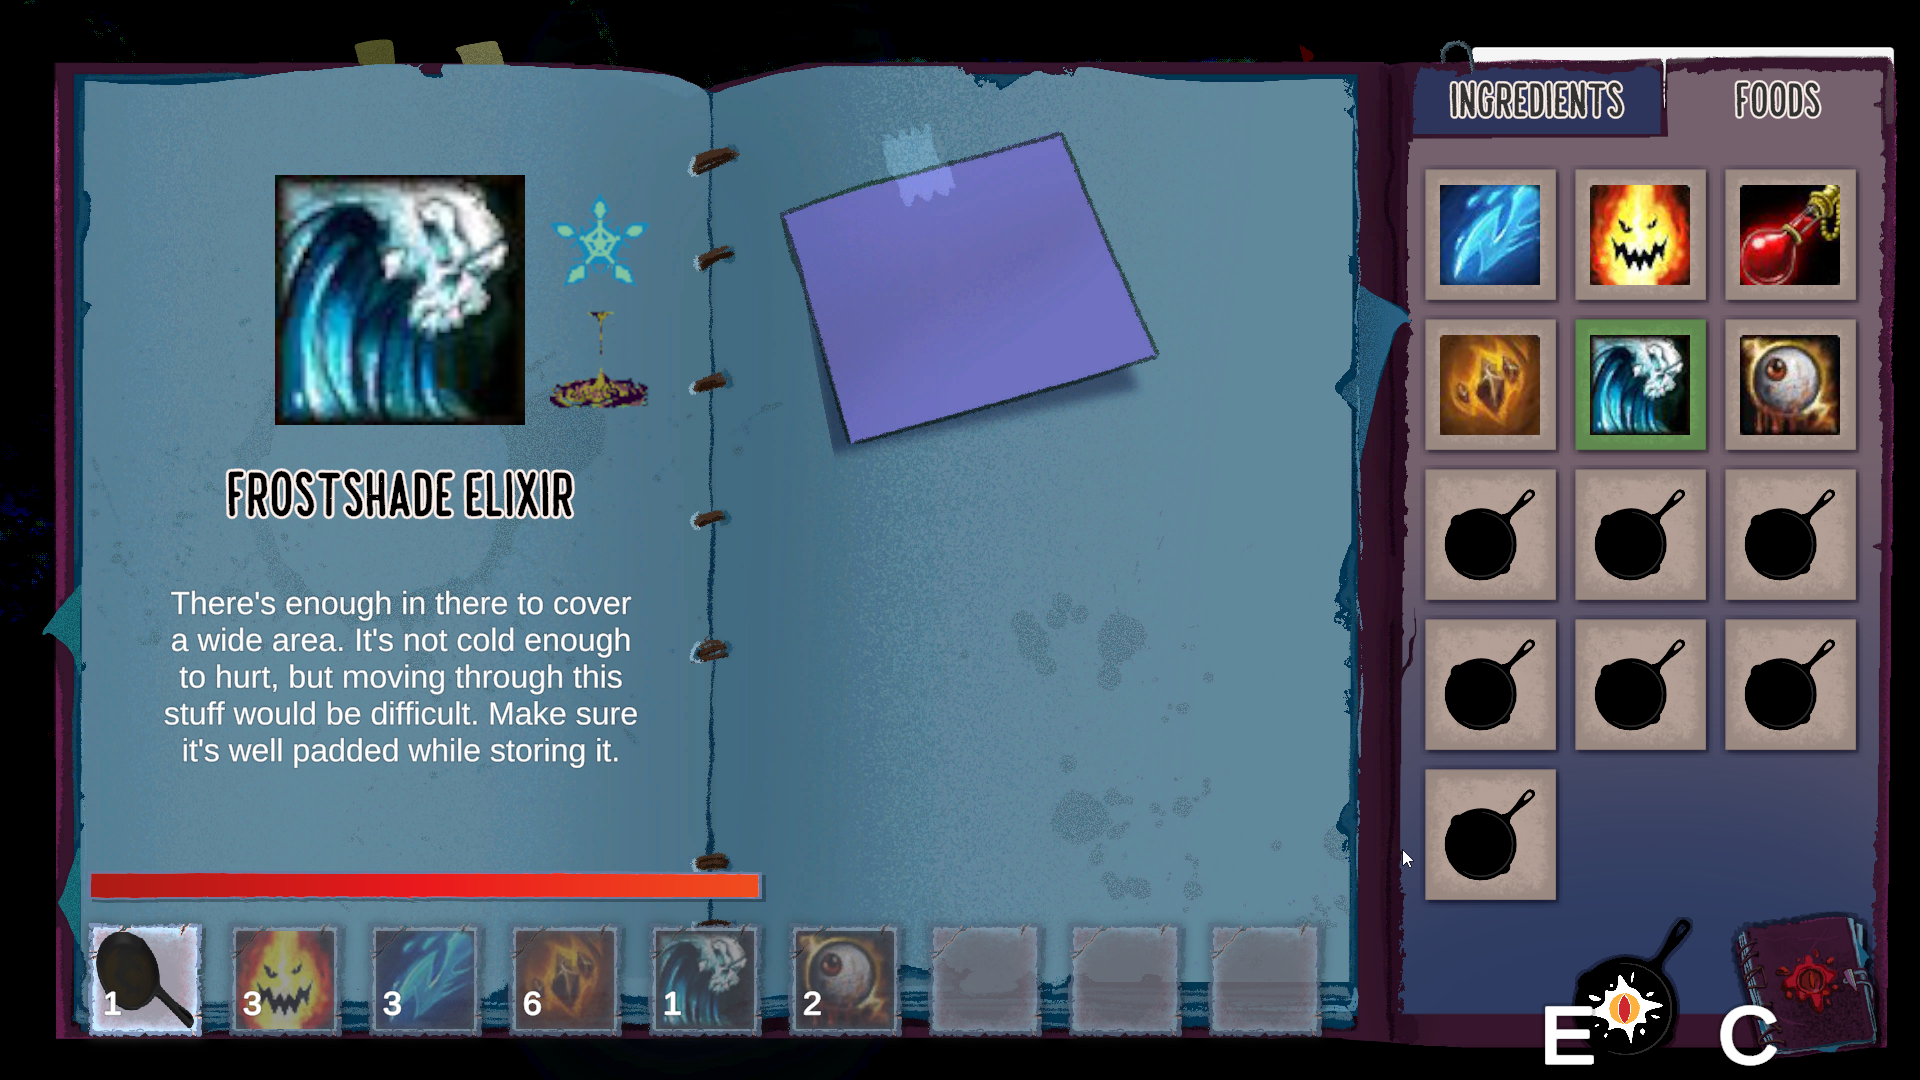 INGREDIENTS
FOODS
FROSTSHADE ELIXIR
There's enough in there to cover
a wide area. It's not cold enough
to hurt, but moving through this
stuff would be difficult. Make sure
it's well padded while storing it.
1
3
3
6
1
2
E
C